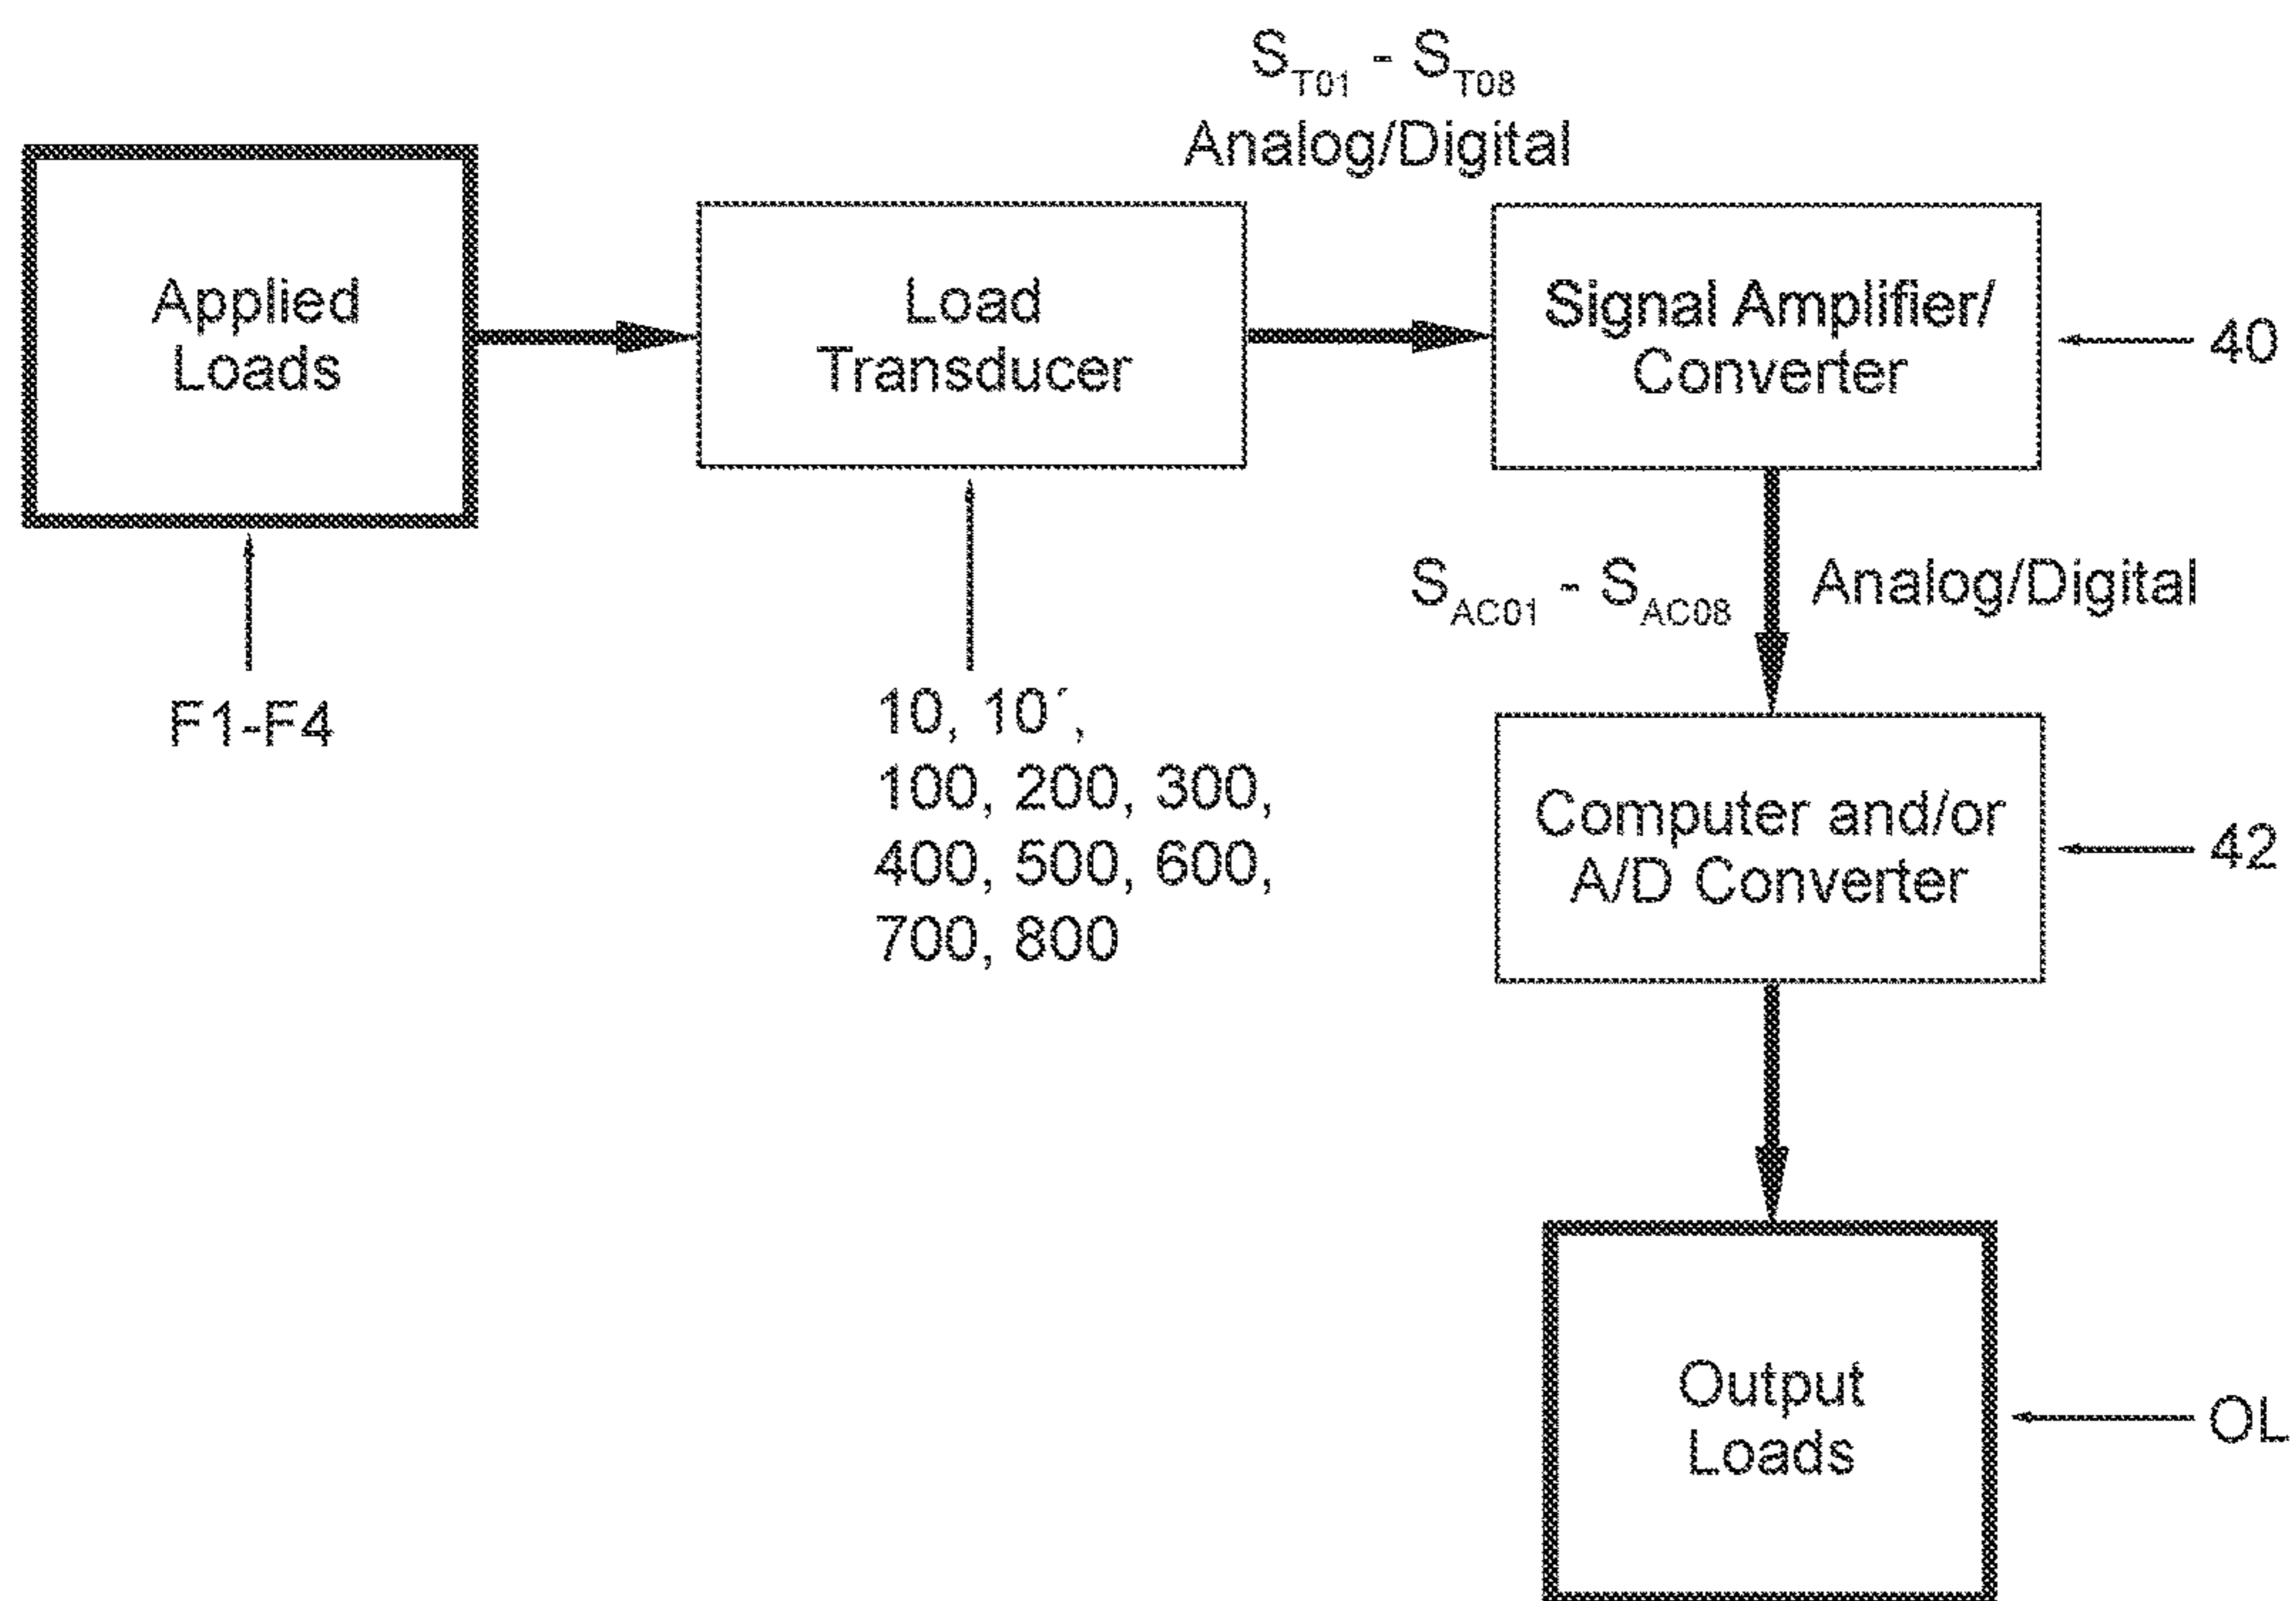 S_T01 - S_T08
Analog/Digital
Applied
Loads
Load
Transducer
Signal Amplifier/
Converter
40
F1-F4
10, 10´,
100, 200, 300,
400, 500, 600,
700, 800
S_AC01 - S_AC08
Analog/Digital
Computer and/or
A/D Converter
42
Output
Loads
OL